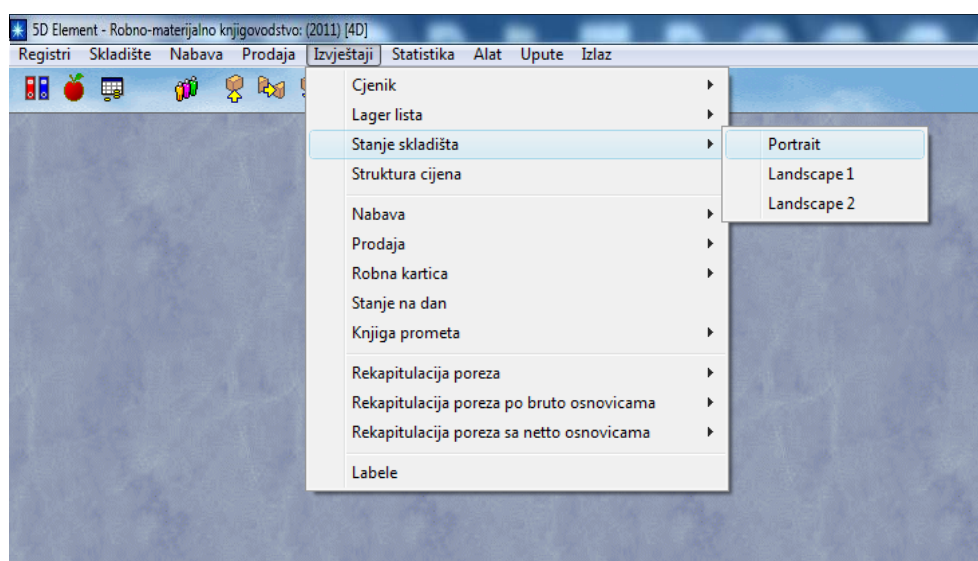 5D Element - Robno-materijalno knjigovodstvo: (2011) [4D]
Registri Skladište Nabava Prodaja Izvještaji Statistika Alat Upute Izlaz
Cjenik
Lager lista
Stanje skladišta
Portrait
Struktura cijena
Landscape 1
Landscape 2
Nabava
Prodaja
Robna kartica
Stanje na dan
Knjiga prometa
Rekapitulacija poreza
Rekapitulacija poreza po bruto osnovicama
Rekapitulacija poreza sa netto osnovicama
Labele